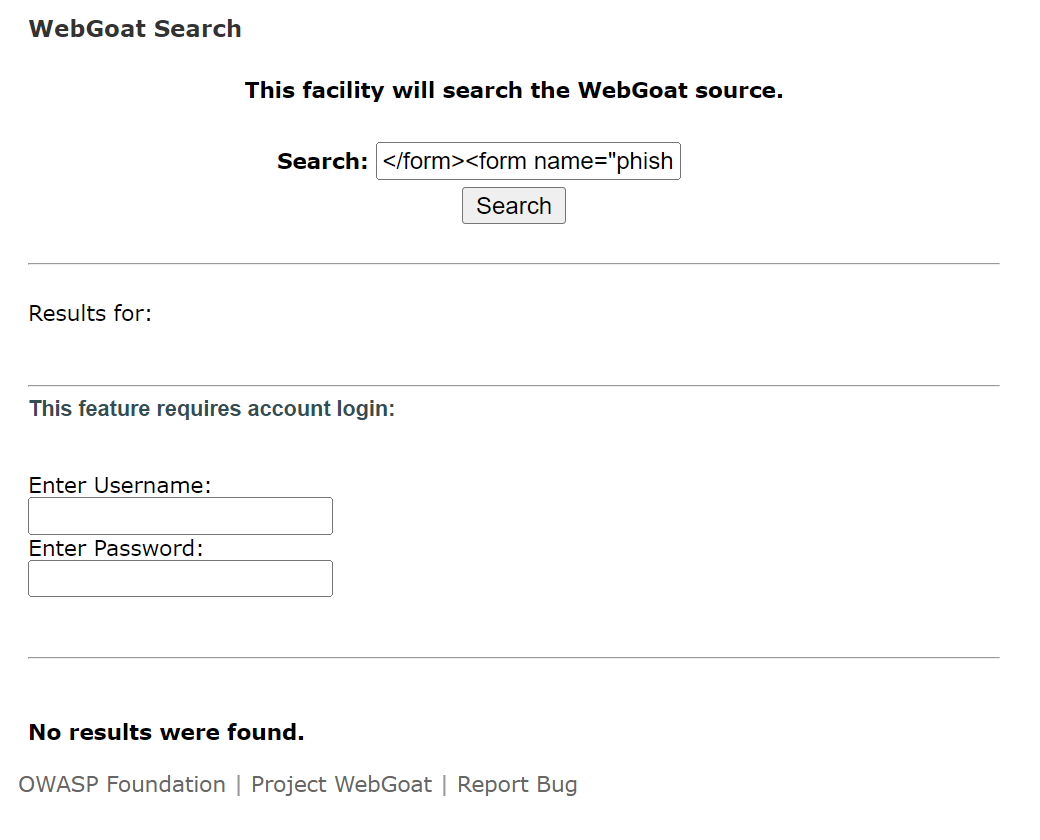 WebGoat Search
This facility will search the WebGoat source.
Search: </form><form name="phish
Search
Results for:
This feature requires account login:
Enter Username:
Enter Password:
No results were found.
OWASP Foundation | Project WebGoat | Report Bug